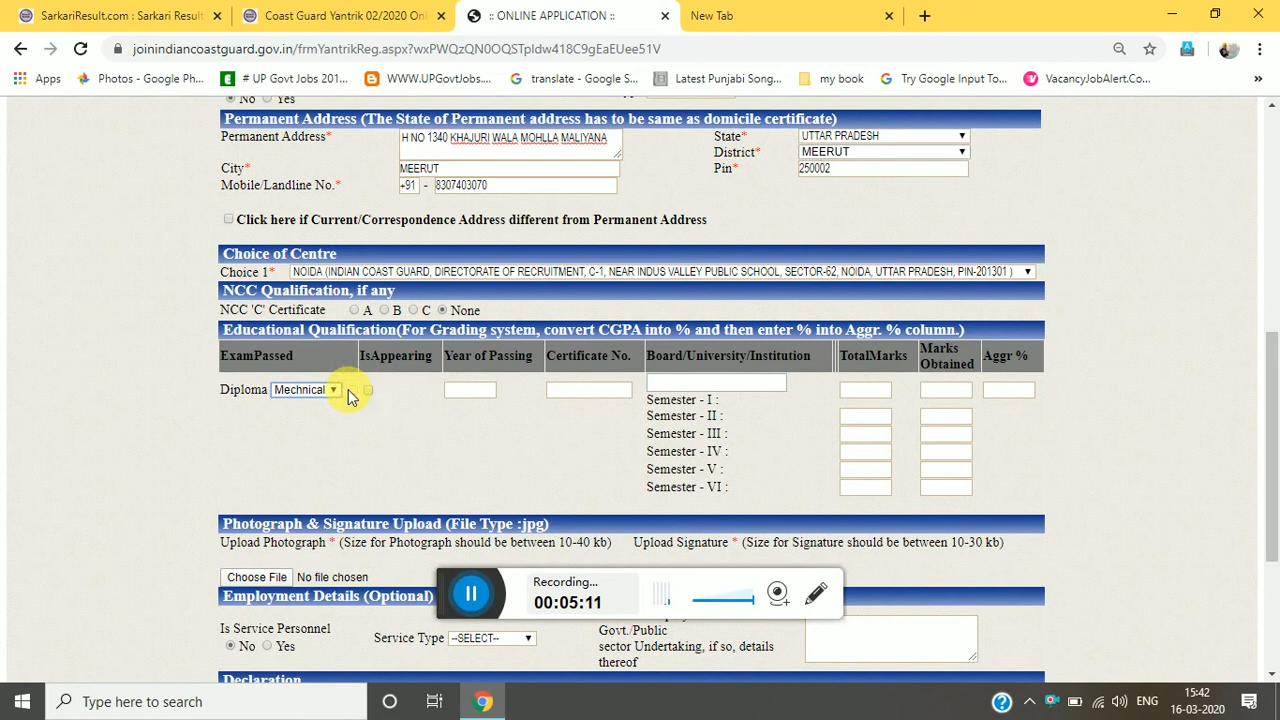 SarkariResult.com : Sarkari Result
Coast Guard Yantrik 02/2020 Onl
:: ONLINE APPLICATION ::
New Tab
joinindiancoastguard.gov.in/frmYantrikReg.aspx?wxPWQzQN0OQSTpIdw418C9gEaEUee51V
Apps
Photos - Google Ph...
# UP Govt Jobs 201...
WWW.UPGovtJobs....
translate - Google S...
Latest Punjabi Song...
my book
Try Google Input To...
VacancyJobAlert.Co...
»
No Yes
Permanent Address (The State of Permanent address has to be same as domicile certificate)
Permanent Address* H NO 1340 KHAJURI WALA MOHLLA MALIYANA State* UTTAR PRADESH
District* MEERUT
City* MEERUT Pin* 250002
Mobile/Landline No.* +91 - 8307403070
Click here if Current/Correspondence Address different from Permanent Address
Choice of Centre
Choice 1* NOIDA (INDIAN COAST GUARD, DIRECTORATE OF RECRUITMENT, C-1, NEAR INDUS VALLEY PUBLIC SCHOOL, SECTOR-62, NOIDA, UTTAR PRADESH, PIN-201301 )
NCC Qualification, if any
NCC 'C' Certificate A B C None
Educational Qualification(For Grading system, convert CGPA into % and then enter % into Aggr. % column.)
ExamPassed IsAppearing Year of Passing Certificate No. Board/University/Institution TotalMarks Marks Obtained Aggr %
Diploma Mechnical
Semester - I :
Semester - II :
Semester - III :
Semester - IV :
Semester - V :
Semester - VI :
Photograph & Signature Upload (File Type :jpg)
Upload Photograph * (Size for Photograph should be between 10-40 kb) Upload Signature * (Size for Signature should be between 10-30 kb)
Choose File No file chosen
Recording...
00:05:11
Employment Details (Optional)
Is Service Personnel
No Yes
Service Type --SELECT--
Govt./Public
sector Undertaking, if so, details
thereof
Declaration
Type here to search
ENG
15:42
16-03-2020